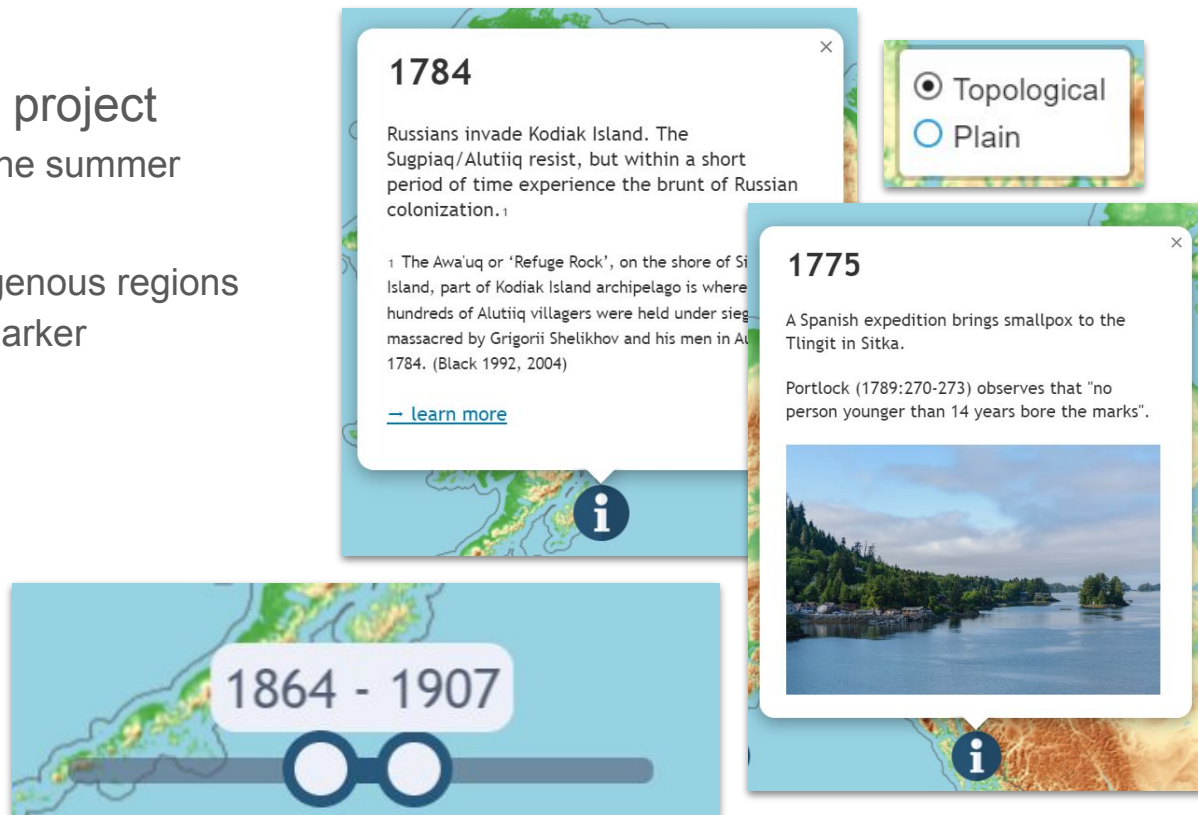 project
he summer
genous regions
arker
1784
Russians invade Kodiak Island. The
Sugpiaq/Alutiiq resist, but within a short
period of time experience the brunt of Russian
colonization.1
1 The Awa'uq or ‘Refuge Rock’, on the shore of Si
Island, part of Kodiak Island archipelago is where
hundreds of Alutiiq villagers were held under sieg
massacred by Grigorii Shelikhov and his men in Au
1784. (Black 1992, 2004)
→ learn more
Topological
Plain
1775
A Spanish expedition brings smallpox to the
Tlingit in Sitka.
Portlock (1789:270-273) observes that "no
person younger than 14 years bore the marks".
1864 - 1907